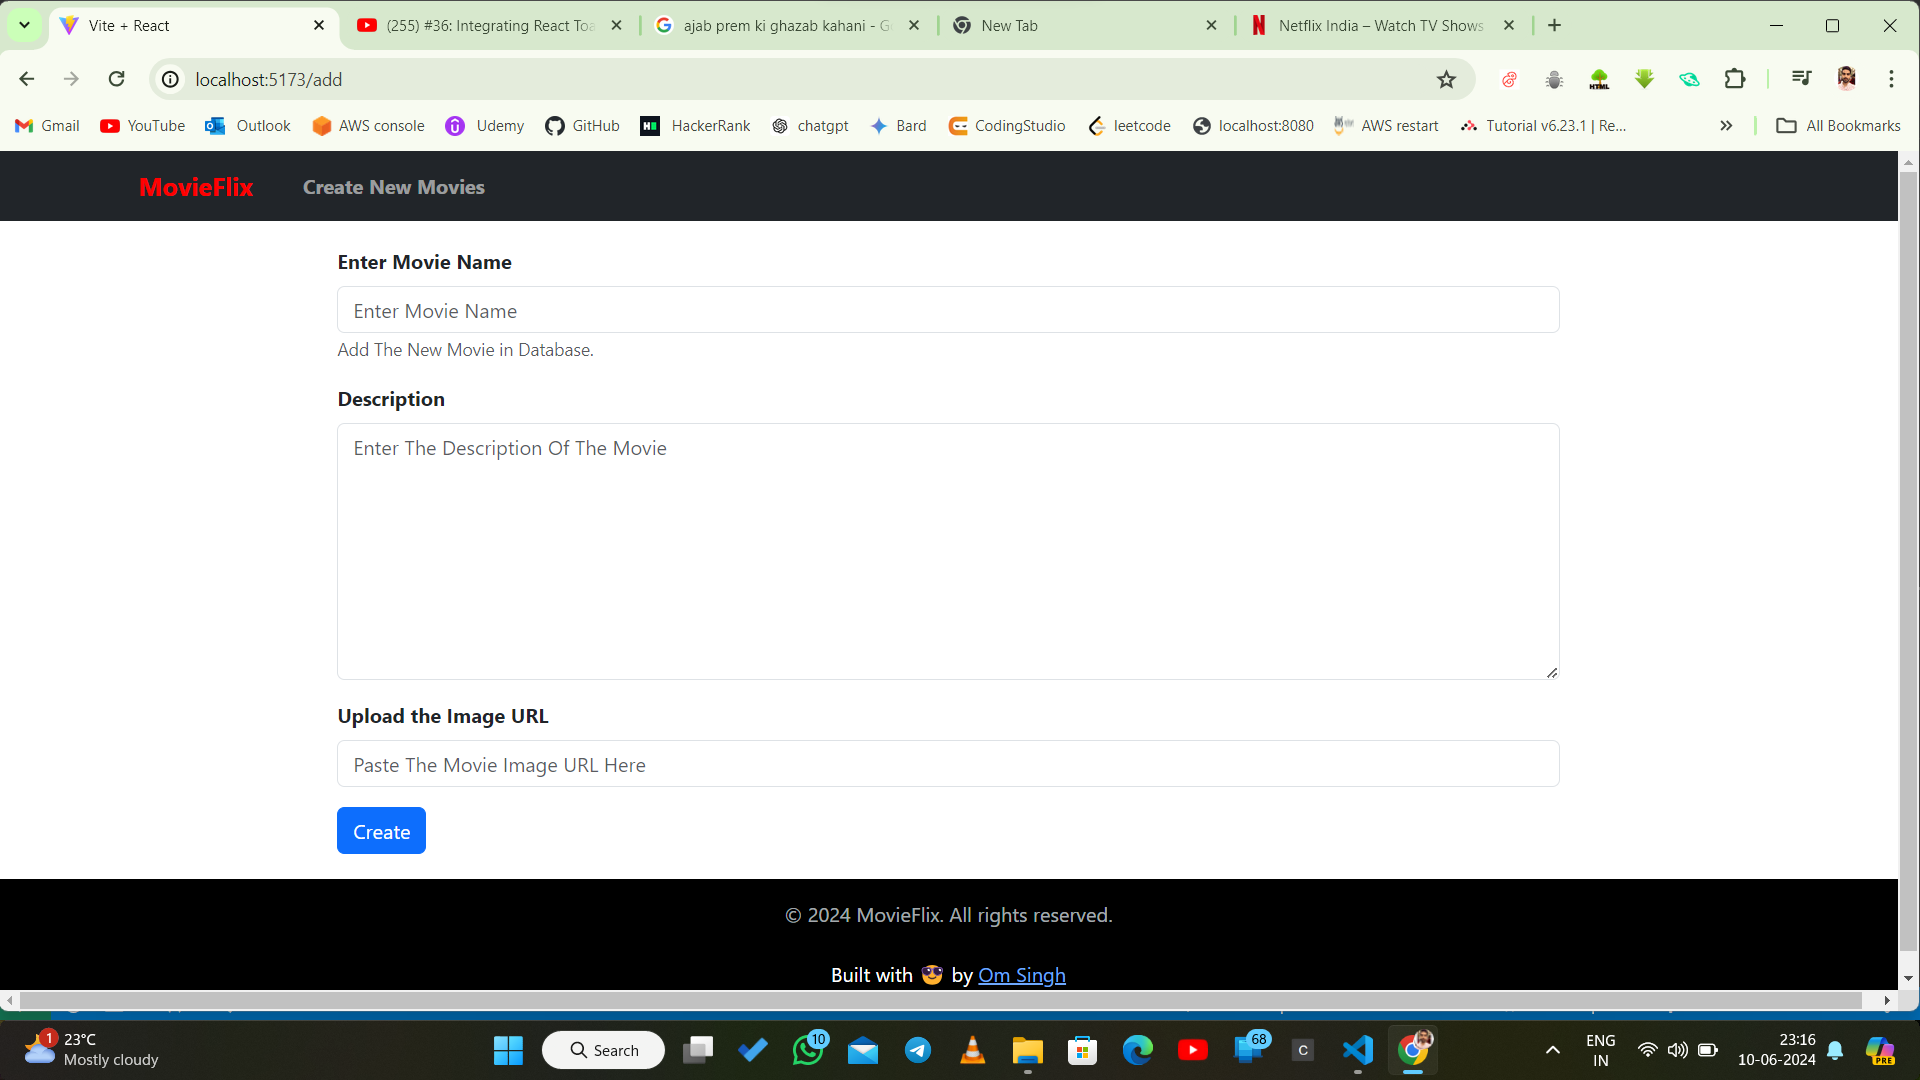 Vite + React
(255) #36: Integrating React Toa
ajab prem ki ghazab kahani - G
New Tab
Netflix India – Watch TV Shows
localhost:5173/add
Gmail
YouTube
Outlook
AWS console
Udemy
GitHub
HackerRank
chatgpt
Bard
CodingStudio
leetcode
localhost:8080
AWS restart
Tutorial v6.23.1 | Re...
All Bookmarks
MovieFlix
Create New Movies
Enter Movie Name
Enter Movie Name
Add The New Movie in Database.
Description
Enter The Description Of The Movie
Upload the Image URL
Paste The Movie Image URL Here
Create
© 2024 MovieFlix. All rights reserved.
Built with 😎 by Om Singh
1
23°C
Mostly cloudy
Search
10
68
C
ENG
IN
23:16
10-06-2024
PRE